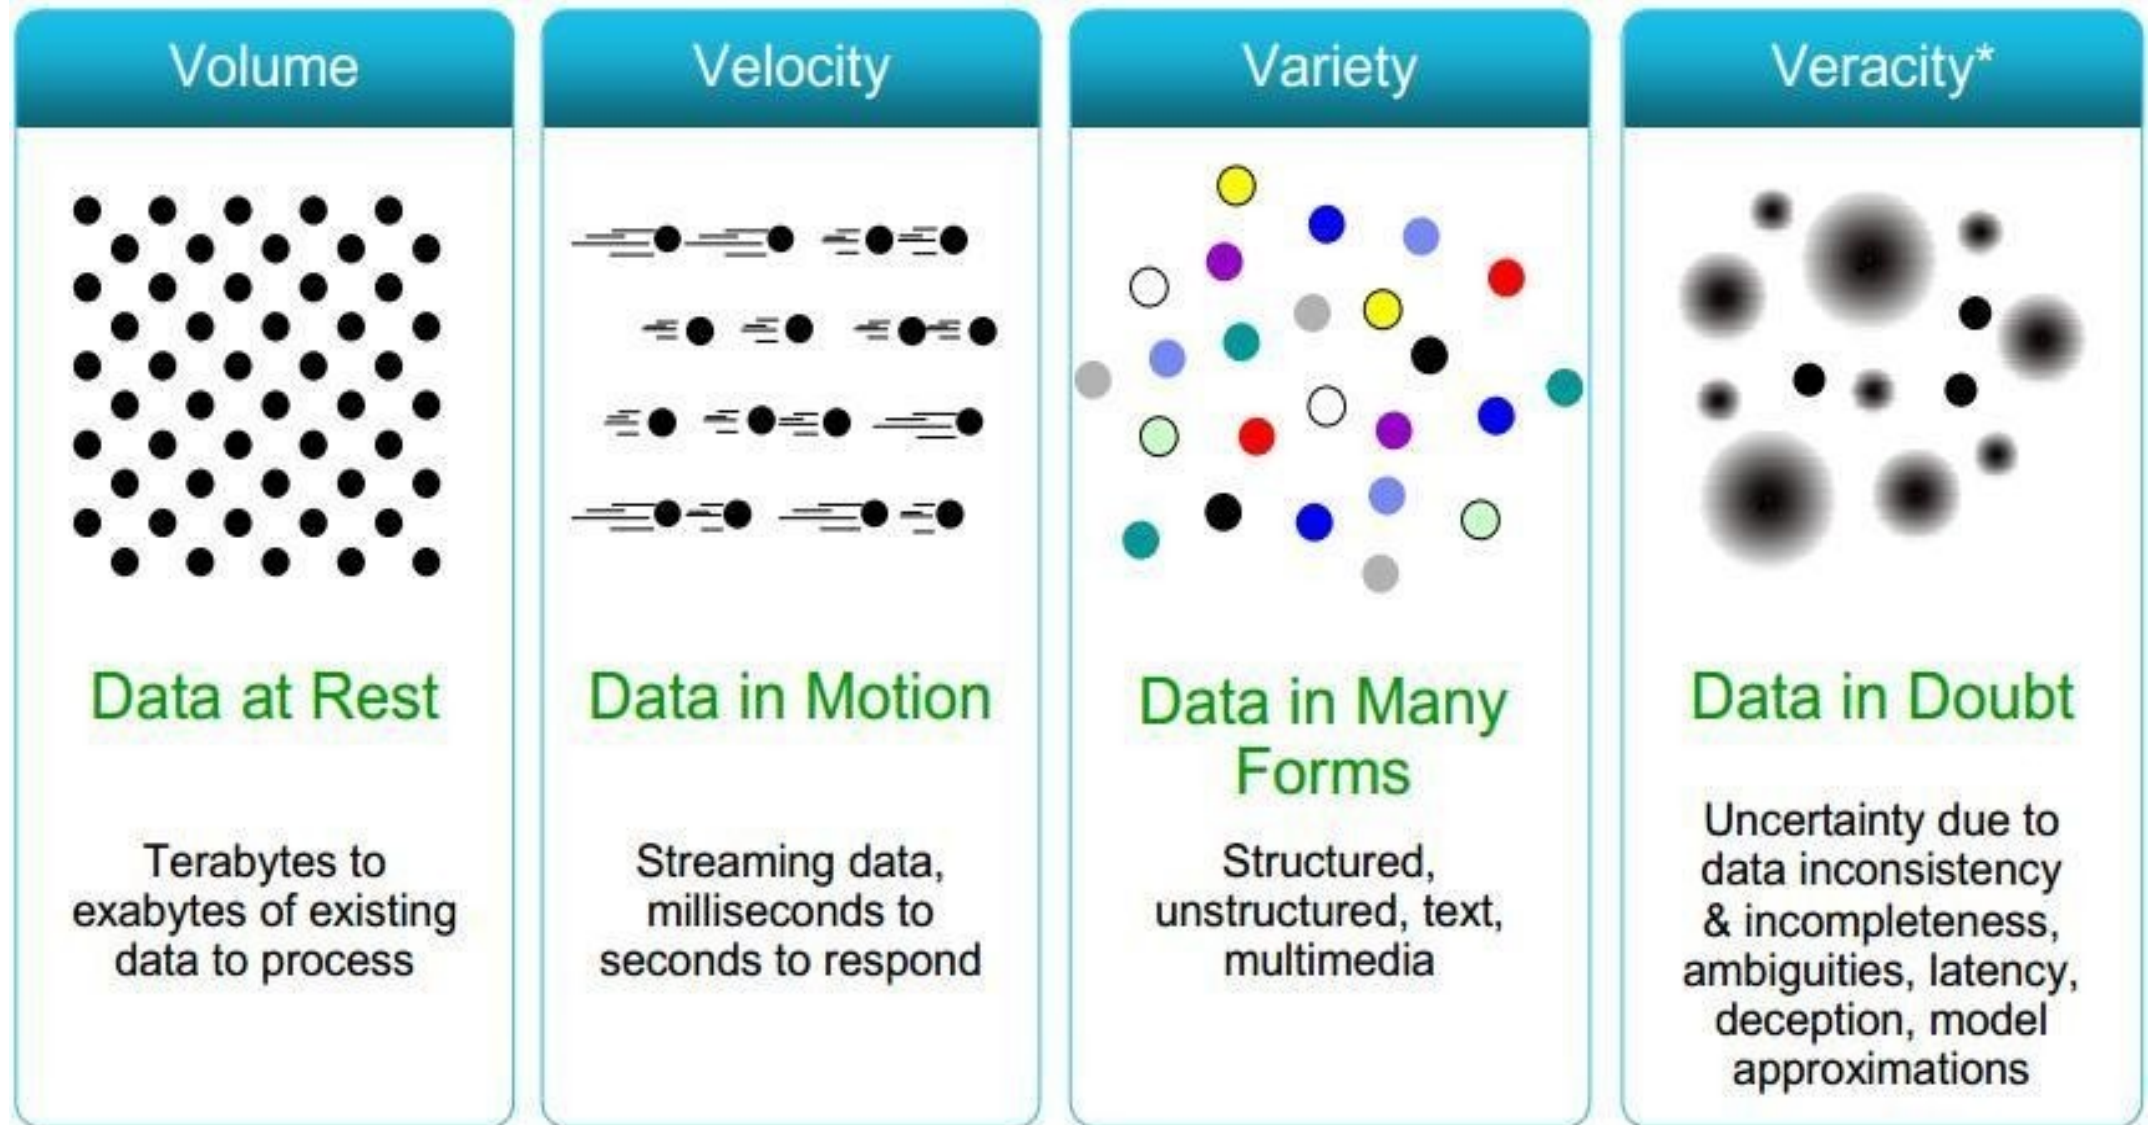 Volume
Data at Rest
Terabytes to
exabytes of existing
data to process
Velocity
Data in Motion
Streaming data,
milliseconds to
seconds to respond
Variety
Data in Many
Forms
Structured,
unstructured, text,
multimedia
Veracity*
Data in Doubt
Uncertainty due to
data inconsistency
& incompleteness,
ambiguities, latency,
deception, model
approximations